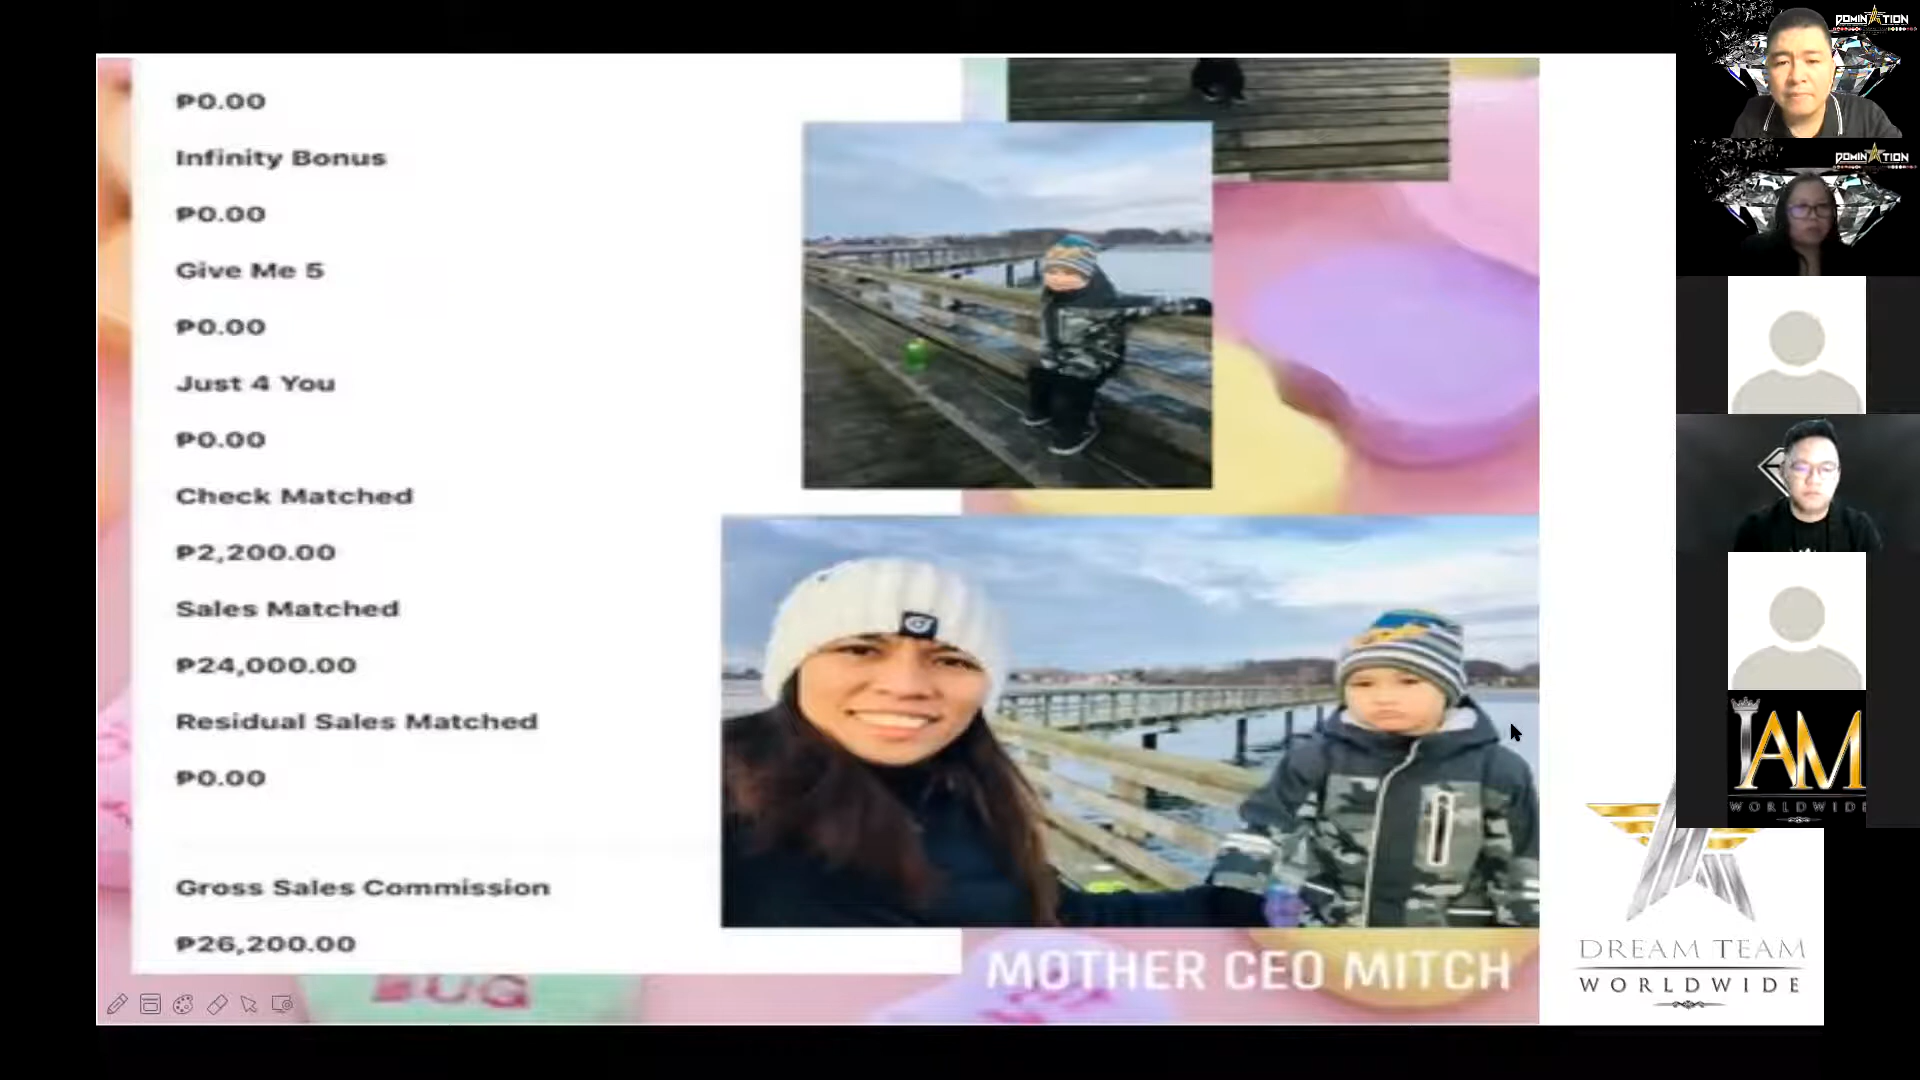 ₱0.00
Infinity Bonus
₱0.00
Give Me 5
₱0.00
Just 4 You
₱0.00
Check Matched
₱2,200.00
Sales Matched
₱24,000.00
Residual Sales Matched
₱0.00
Gross Sales Commission
₱26,200.00
BUG
MOTHER CEO MITCH
DREAM TEAM
WORLDWIDE
DOMINATION
DOMINATION
IAM
WORLDWIDE